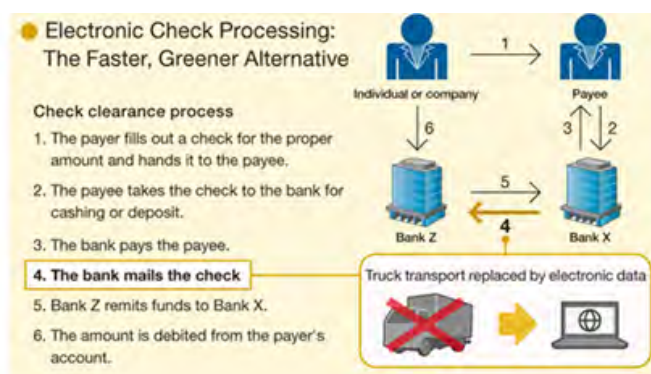 Electronic Check Processing:
The Faster, Greener Alternative
Check clearance process
1. The payer fills out a check for the proper
amount and hands it to the payee.
2. The payee takes the check to the bank for
cashing or deposit.
3. The bank pays the payee.
4. The bank mails the check
5. Bank Z remits funds to Bank X.
6. The amount is debited from the payer's
account.
1
Individual or company
Payee
6
3
2
5
4
Bank Z
Bank X
Truck transport replaced by electronic data